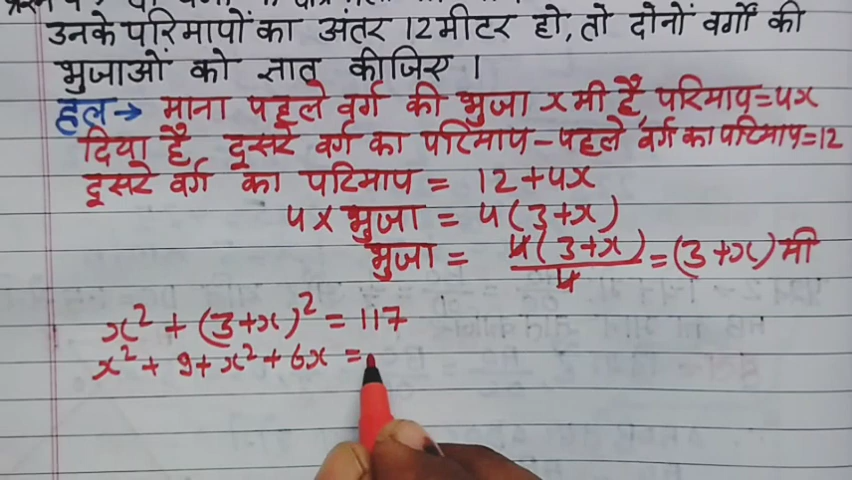 उनके परिमापों का अंतर 12 मीटर हो, तो दोनों वर्गों की
भुजाओं को ज्ञात कीजिए।
हल → माना पहले वर्ग की भुजा x मी है, परिमाप = 4x
दिया है, दूसरे वर्ग का परिमाप - पहले वर्ग का परिमाप = 12
दूसरे वर्ग का परिमाप = 12 + 4x
4 x भुजा = 4(3+x)
भुजा = 4(3+x)/4 = (3+x) मी
x² + (3+x)² = 117
x² + 9 + x² + 6x =